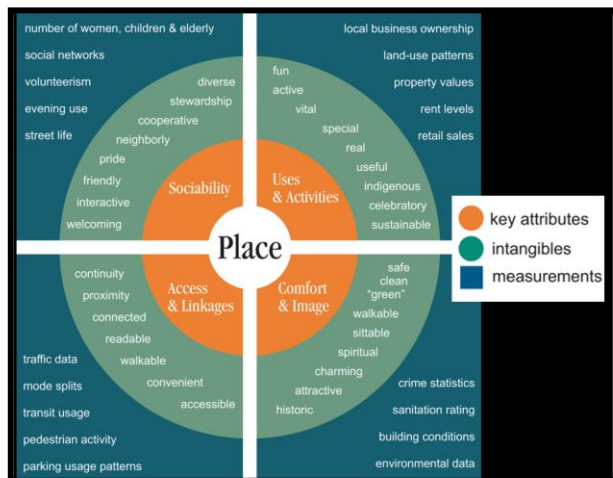 number of women, children & elderly
social networks
volunteerism
evening use
street life
diverse
stewardship
cooperative
neighborly
pride
friendly
interactive
welcoming
Sociability
local business ownership
land-use patterns
property values
rent levels
retail sales
fun
active
vital
special
real
useful
indigenous
celebratory
sustainable
Uses
& Activities
Place
key attributes
intangibles
measurements
Access
& Linkages
continuity
proximity
connected
readable
walkable
convenient
accessible
traffic data
mode splits
transit usage
pedestrian activity
parking usage patterns
Comfort
& Image
safe
clean
"green"
walkable
sittable
spiritual
charming
attractive
historic
crime statistics
sanitation rating
building conditions
environmental data